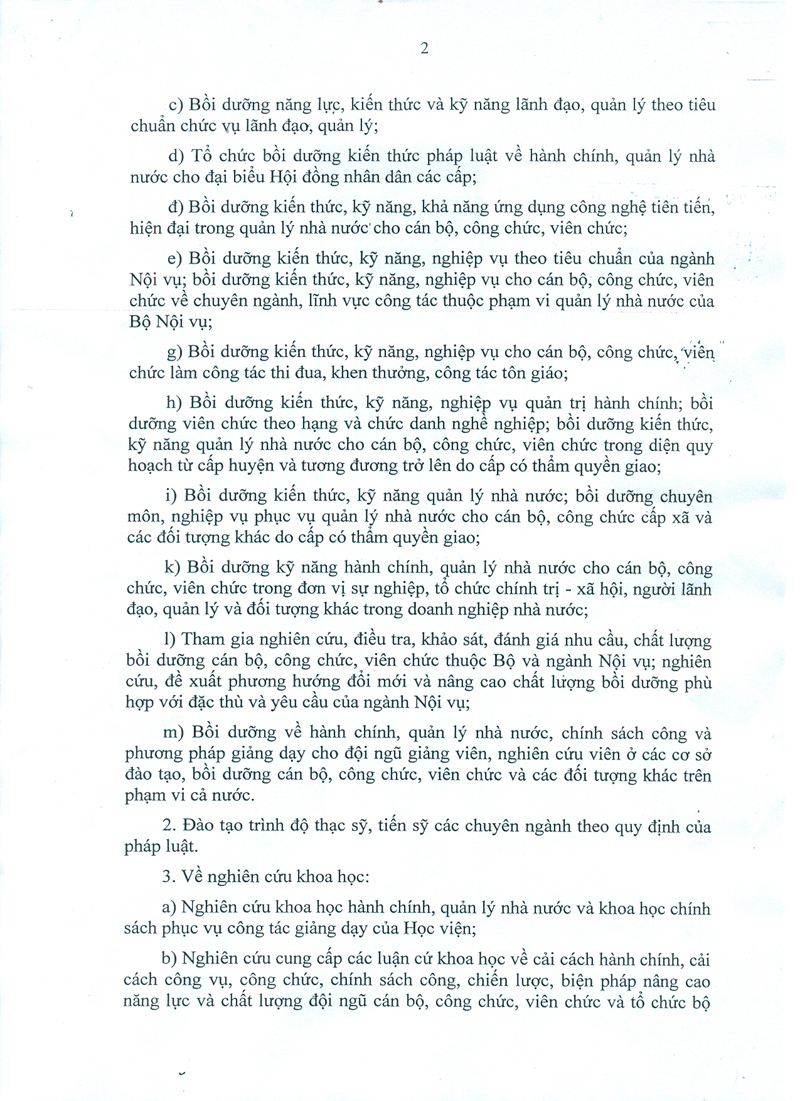 2
c) Bồi dưỡng năng lực, kiến thức và kỹ năng lãnh đạo, quản lý theo tiêu
chuẩn chức vụ lãnh đạo, quản lý;
d) Tổ chức bồi dưỡng kiến thức pháp luật về hành chính, quản lý nhà
nước cho đại biểu Hội đồng nhân dân các cấp;
đ) Bồi dưỡng kiến thức, kỹ năng, khả năng ứng dụng công nghệ tiên tiến,
hiện đại trong quản lý nhà nước cho cán bộ, công chức, viên chức;
e) Bồi dưỡng kiến thức, kỹ năng, nghiệp vụ theo tiêu chuẩn của ngành
Nội vụ; bồi dưỡng kiến thức, kỹ năng, nghiệp vụ cho cán bộ, công chức, viên
chức về chuyên ngành, lĩnh vực công tác thuộc phạm vi quản lý nhà nước của
Bộ Nội vụ;
g) Bồi dưỡng kiến thức, kỹ năng, nghiệp vụ cho cán bộ, công chức, viên
chức làm công tác thi đua, khen thưởng, công tác tôn giáo;
h) Bồi dưỡng kiến thức, kỹ năng, nghiệp vụ quản trị hành chính; bồi
dưỡng viên chức theo hạng và chức danh nghề nghiệp; bồi dưỡng kiến thức,
kỹ năng quản lý nhà nước cho cán bộ, công chức, viên chức trong diện quy
hoạch từ cấp huyện và tương đương trở lên do cấp có thẩm quyền giao;
i) Bồi dưỡng kiến thức, kỹ năng quản lý nhà nước; bồi dưỡng chuyên
môn, nghiệp vụ phục vụ quản lý nhà nước cho cán bộ, công chức cấp xã và
các đối tượng khác do cấp có thẩm quyền giao;
k) Bồi dưỡng kỹ năng hành chính, quản lý nhà nước cho cán bộ, công
chức, viên chức trong đơn vị sự nghiệp, tổ chức chính trị - xã hội, người lãnh
đạo, quản lý và đối tượng khác trong doanh nghiệp nhà nước;
l) Tham gia nghiên cứu, điều tra, khảo sát, đánh giá nhu cầu, chất lượng
bồi dưỡng cán bộ, công chức, viên chức thuộc Bộ và ngành Nội vụ; nghiên
cứu, đề xuất phương hướng đổi mới và nâng cao chất lượng bồi dưỡng phù
hợp với đặc thù và yêu cầu của ngành Nội vụ;
m) Bồi dưỡng về hành chính, quản lý nhà nước, chính sách công và
phương pháp giảng dạy cho đội ngũ giảng viên, nghiên cứu viên ở các cơ sở
đào tạo, bồi dưỡng cán bộ, công chức, viên chức và các đối tượng khác trên
phạm vi cả nước.
2. Đào tạo trình độ thạc sỹ, tiến sỹ các chuyên ngành theo quy định của
pháp luật.
3. Về nghiên cứu khoa học:
a) Nghiên cứu khoa học hành chính, quản lý nhà nước và khoa học chính
sách phục vụ công tác giảng dạy của Học viện;
b) Nghiên cứu cung cấp các luận cứ khoa học về cải cách hành chính, cải
cách công vụ, công chức, chính sách công, chiến lược, biện pháp nâng cao
năng lực và chất lượng đội ngũ cán bộ, công chức, viên chức và tổ chức bộ